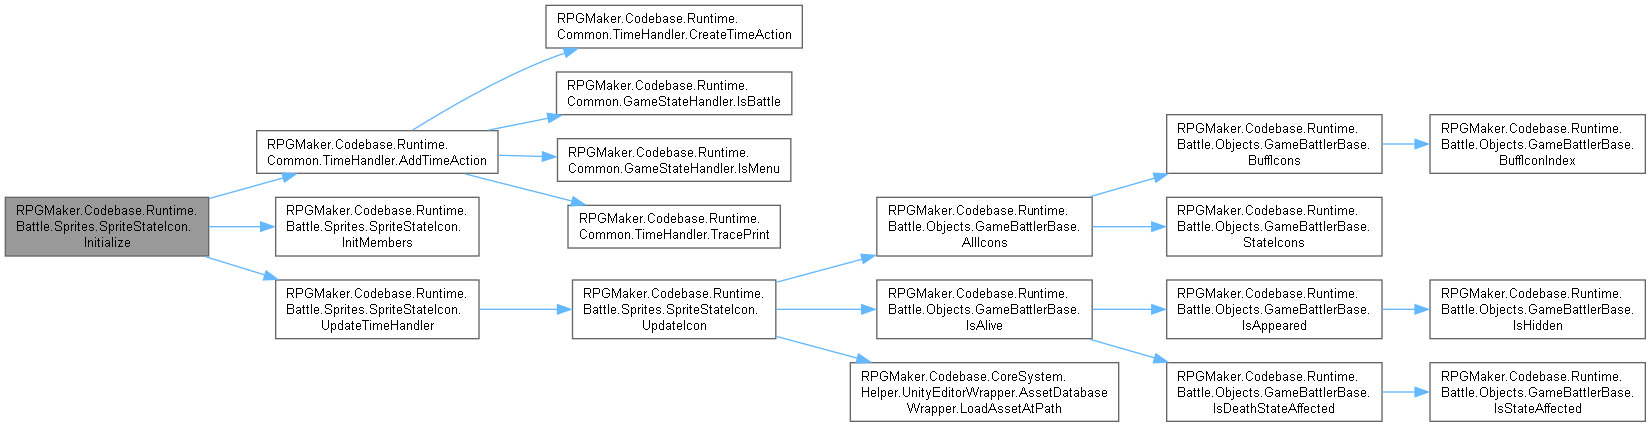 RPGMaker.Codebase.Runtime.
Battle.Sprites.SpriteStateIcon.
Initialize
RPGMaker.Codebase.Runtime.
Common.TimeHandler.AddTimeAction
RPGMaker.Codebase.Runtime.
Common.TimeHandler.CreateTimeAction
RPGMaker.Codebase.Runtime.
Common.GameStateHandler.IsBattle
RPGMaker.Codebase.Runtime.
Common.GameStateHandler.IsMenu
RPGMaker.Codebase.Runtime.
Common.TimeHandler.TracePrint
RPGMaker.Codebase.Runtime.
Battle.Sprites.SpriteStateIcon.
InitMembers
RPGMaker.Codebase.Runtime.
Battle.Sprites.SpriteStateIcon.
UpdateTimeHandler
RPGMaker.Codebase.Runtime.
Battle.Sprites.SpriteStateIcon.
UpdateIcon
RPGMaker.Codebase.Runtime.
Battle.Objects.GameBattlerBase.
AllIcons
RPGMaker.Codebase.Runtime.
Battle.Objects.GameBattlerBase.
BuffIcons
RPGMaker.Codebase.Runtime.
Battle.Objects.GameBattlerBase.
BuffIconIndex
RPGMaker.Codebase.Runtime.
Battle.Objects.GameBattlerBase.
StateIcons
RPGMaker.Codebase.Runtime.
Battle.Objects.GameBattlerBase.
IsAlive
RPGMaker.Codebase.Runtime.
Battle.Objects.GameBattlerBase.
IsAppeared
RPGMaker.Codebase.Runtime.
Battle.Objects.GameBattlerBase.
IsHidden
RPGMaker.Codebase.Runtime.
Battle.Objects.GameBattlerBase.
IsDeathStateAffected
RPGMaker.Codebase.Runtime.
Battle.Objects.GameBattlerBase.
IsStateAffected
RPGMaker.Codebase.CoreSystem.
Helper.UnityEditorWrapper.AssetDatabase
Wrapper.LoadAssetAtPath